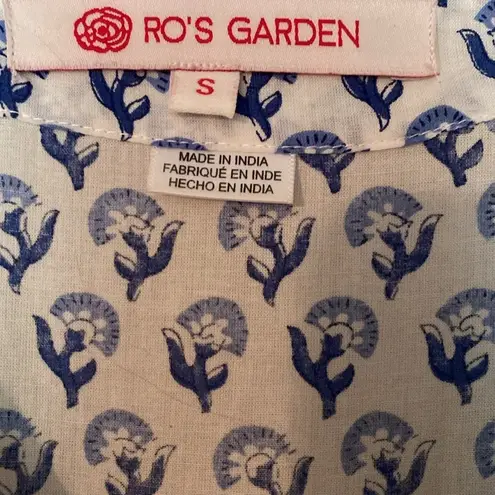 RO'S GARDEN
S
MADE IN INDIA
FABRIQUÉ EN INDE
HECHO EN INDIA